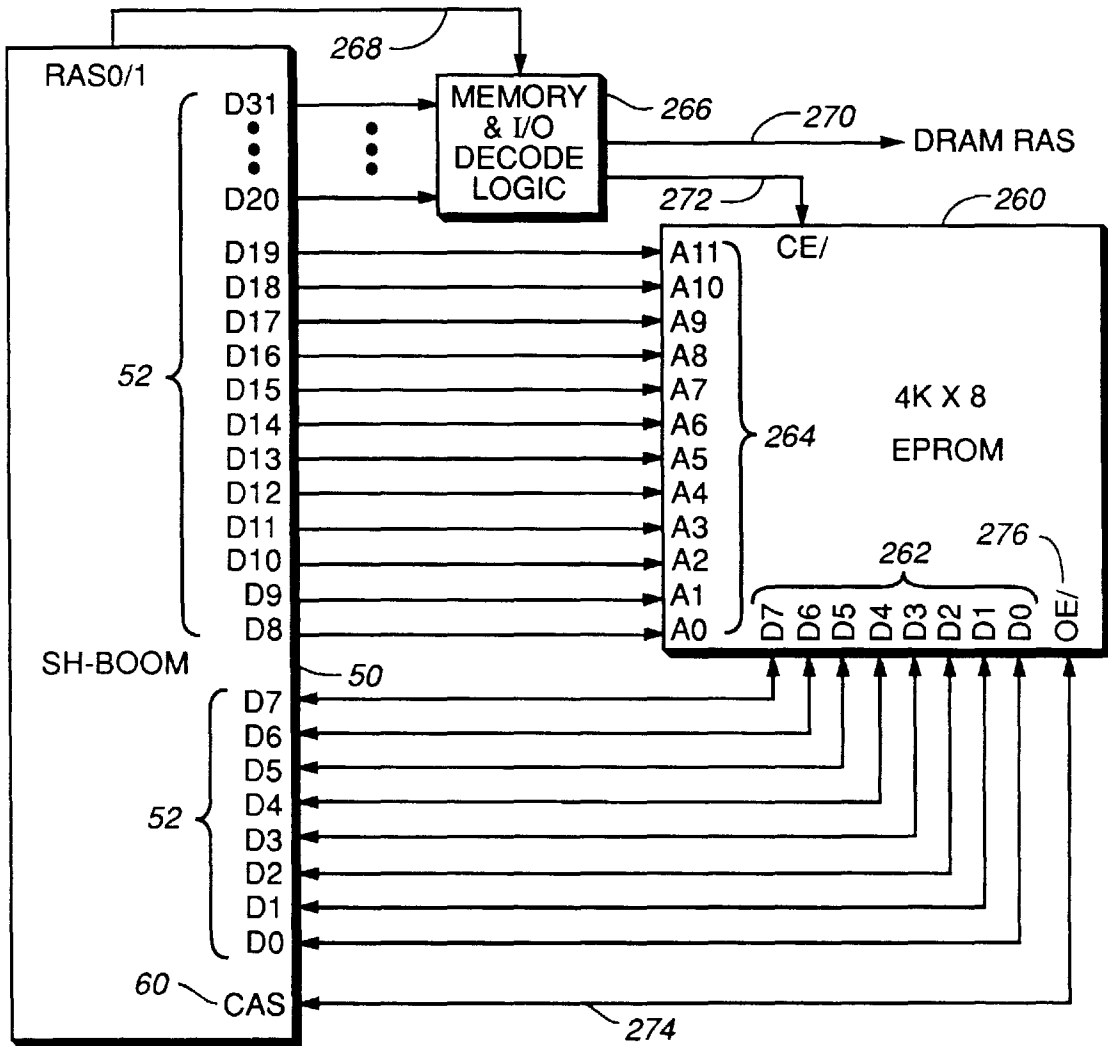 268
RAS0/1
D31
D20
MEMORY
& I/O
DECODE
LOGIC
266
270
DRAM RAS
272
260
CE/
D19
D18
D17
D16
D15
D14
D13
D12
D11
D10
D9
D8
52
A11
A10
A9
A8
A7
A6
A5
A4
A3
A2
A1
A0
264
4K X 8
EPROM
276
262
D7
D6
D5
D4
D3
D2
D1
D0
OE/
SH-BOOM
50
D7
D6
D5
D4
D3
D2
D1
D0
52
60
CAS
274